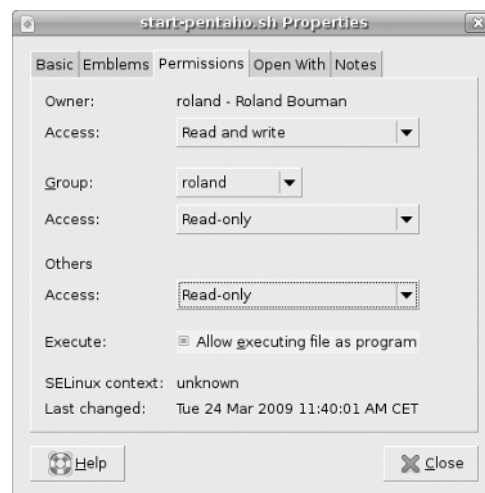 start-pentaho.sh Properties
Basic Emblems Permissions Open With Notes
Owner: roland - Roland Bouman
Access: Read and write
Group: roland
Access: Read-only
Others
Access: Read-only
Execute: Allow executing file as program
SELinux context: unknown
Last changed: Tue 24 Mar 2009 11:40:01 AM CET
Help Close